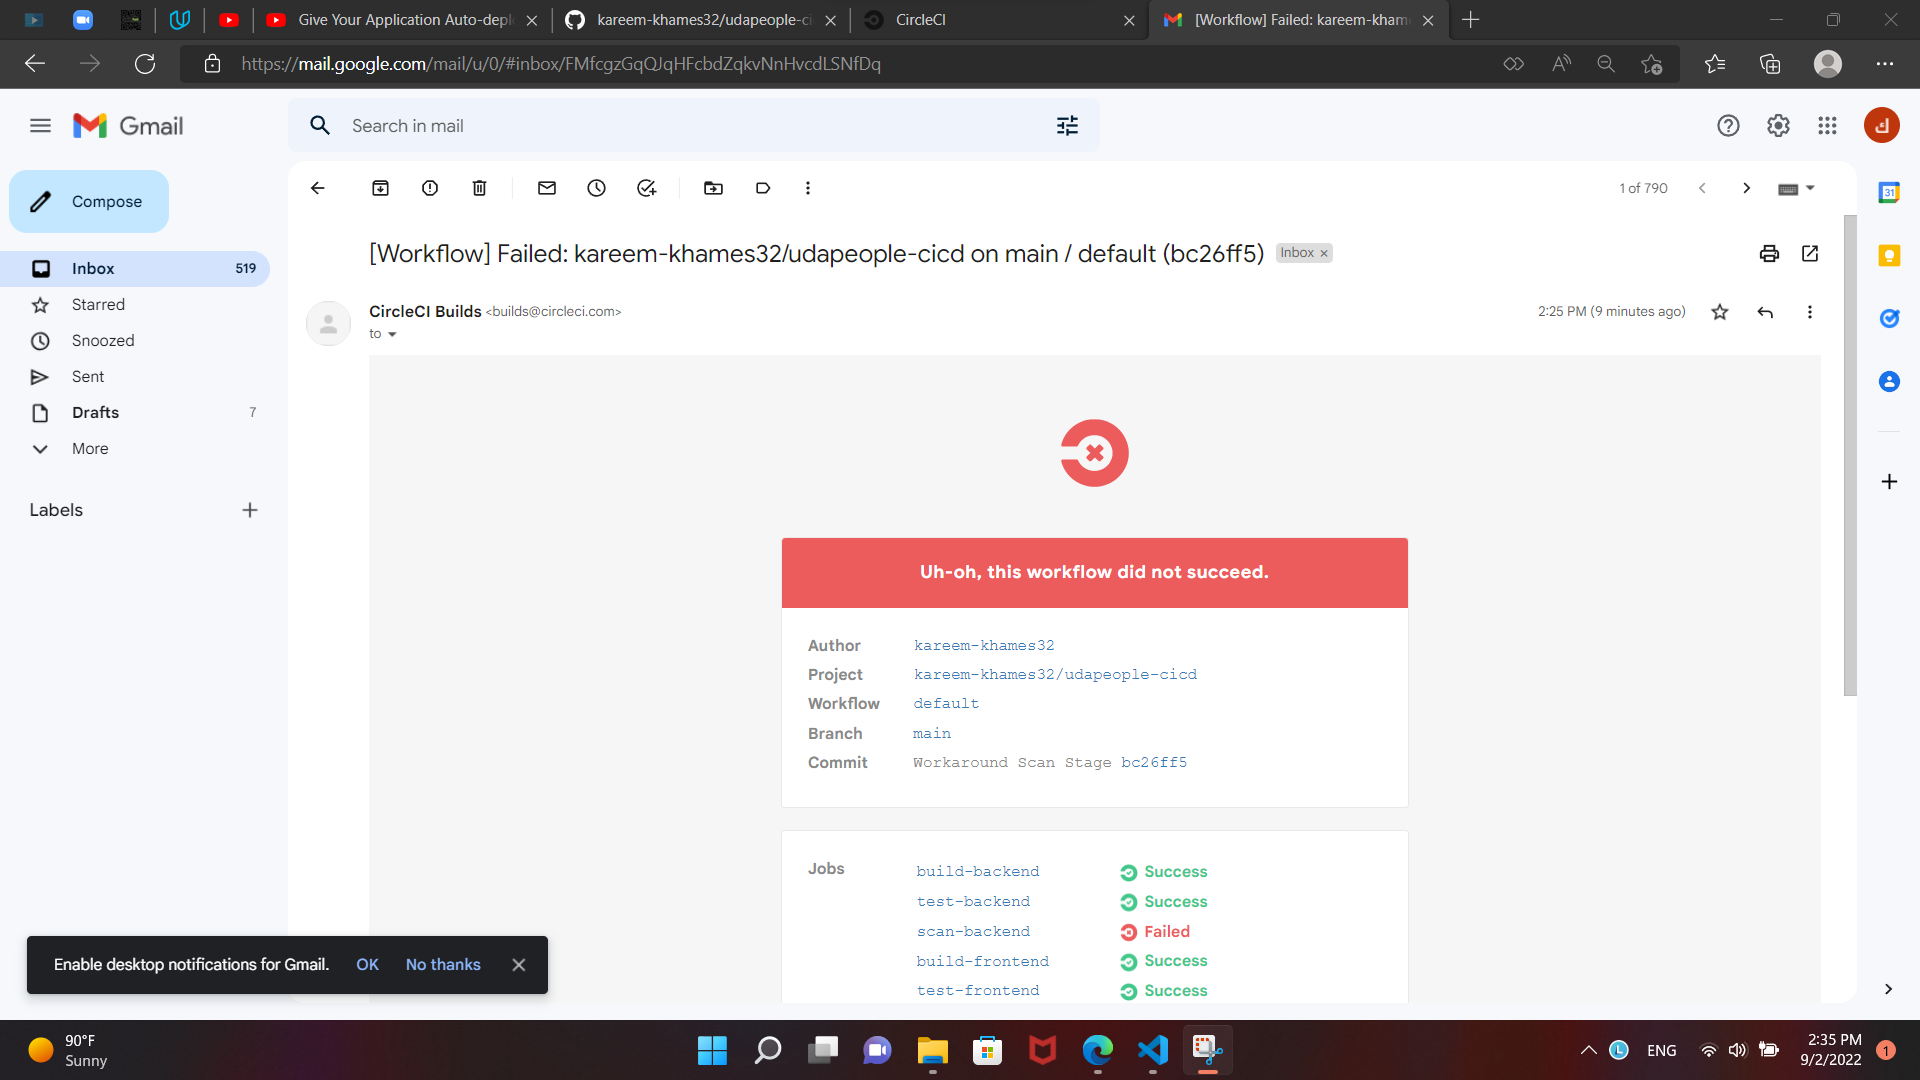 Give Your Application Auto-depl
kareem-khames32/udapeople-ci
CircleCI
[Workflow] Failed: kareem-kham
https://mail.google.com/mail/u/0/#inbox/FMfcgzGqQJqHFcbdZqkvNnHvcdLSNfDq
Gmail
Search in mail
ك
Compose
1 of 790
31
[Workflow] Failed: kareem-khames32/udapeople-cicd on main / default (bc26ff5) Inbox ×
Inbox 519
Starred
Snoozed
Sent
Drafts 7
More
Labels
CircleCI Builds <builds@circleci.com>
2:25 PM (9 minutes ago)
to
Uh-oh, this workflow did not succeed.
Author kareem-khames32
Project kareem-khames32/udapeople-cicd
Workflow default
Branch main
Commit Workaround Scan Stage bc26ff5
Jobs build-backend Success
test-backend Success
scan-backend Failed
build-frontend Success
test-frontend Success
Enable desktop notifications for Gmail. OK No thanks
90°F
Sunny
L
ENG
2:35 PM
9/2/2022
1